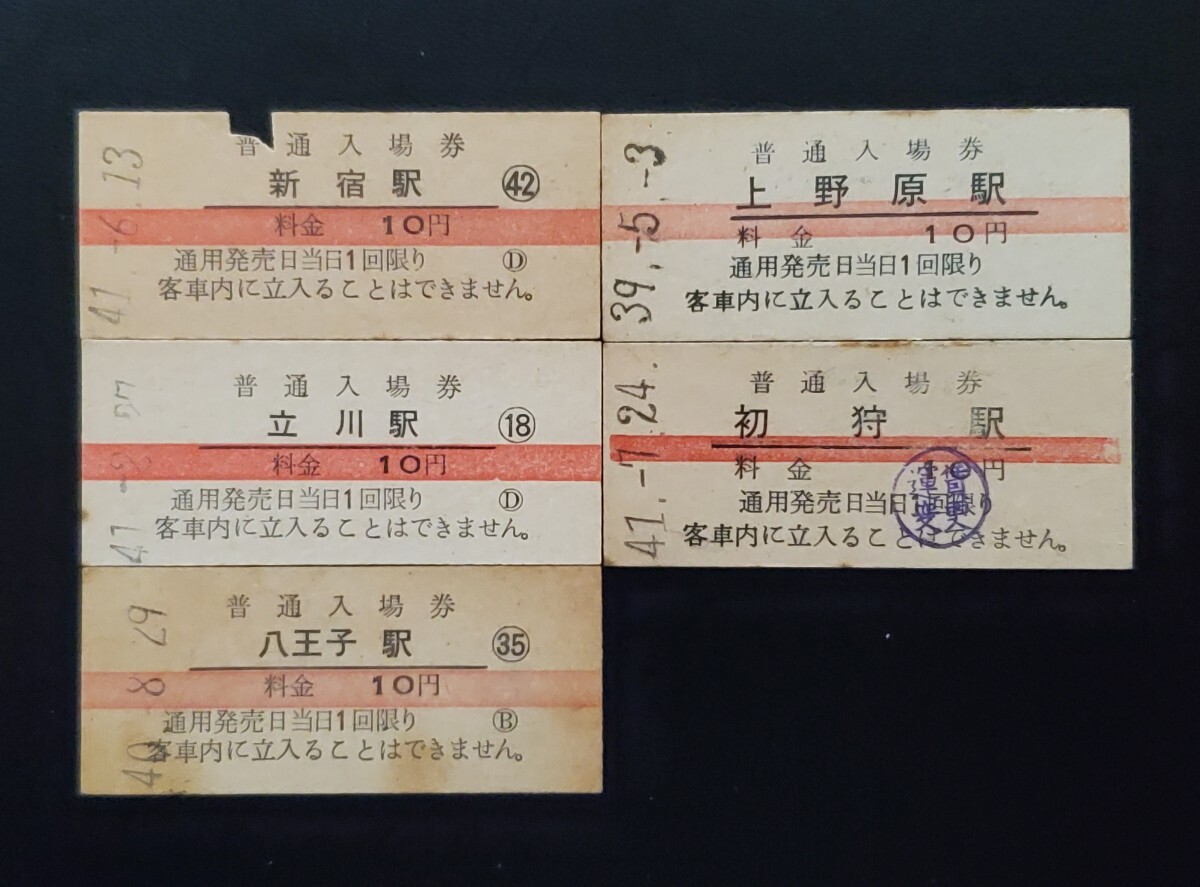 41.-6.13
普通入場券
新宿駅 ㊷
料金 10円
通用発売日当日1回限り Ⓓ
客車内に立入ることはできません。
41
普通入場券
立川駅 ⑱
料金 10円
通用発売日当日1回限り Ⓓ
客車内に立入ることはできません。
40. 8 29
普通入場券
八王子駅 ㉟
料金 10円
通用発売日当日1回限り Ⓑ
客車内に立入ることはできません。
39.-5.-3
普通入場券
上野原駅
料金 10円
通用発売日当日1回限り
客車内に立入ることはできません。
41.-7.24.
普通入場券
初狩駅
料金 10円
通用発売日当日1回限り
客車内に立入ることはできません。